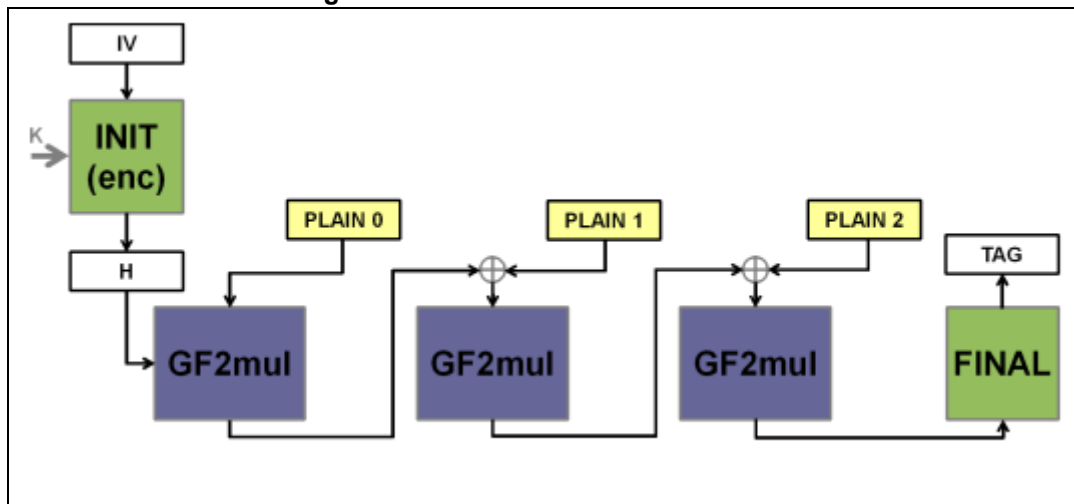 IV
K
INIT
(enc)
PLAIN 0
PLAIN 1
PLAIN 2
H
TAG
GF2mul
GF2mul
GF2mul
FINAL